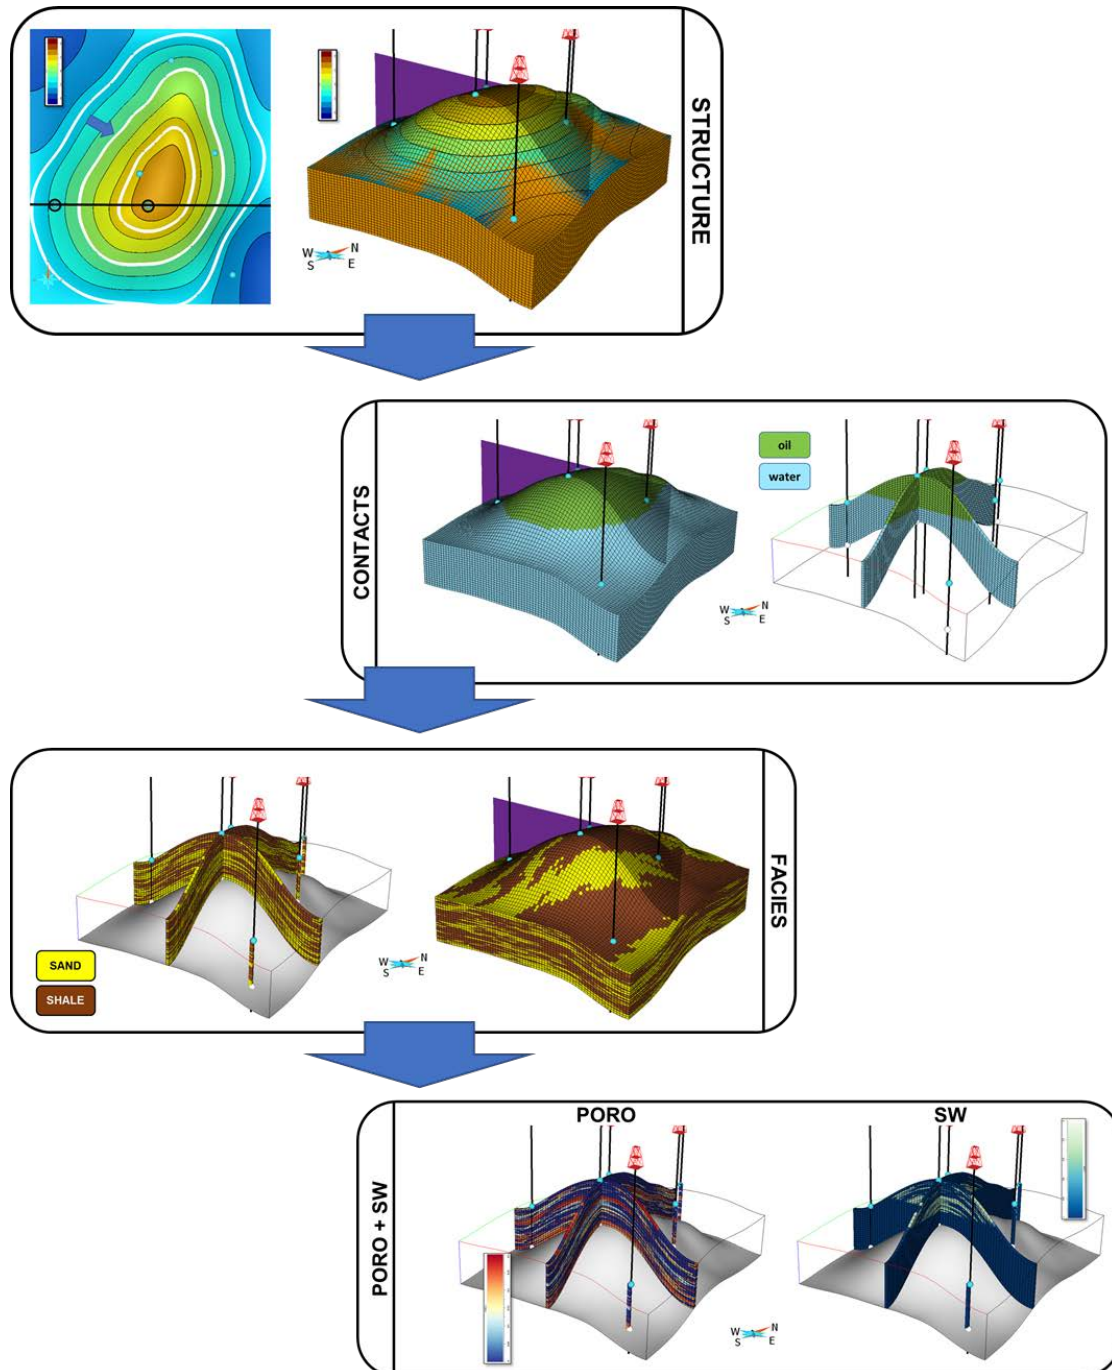 STRUCTURE
W N
S E
CONTACTS
oil
water
W N
S E
FACIES
SAND
SHALE
W N
S E
PORO + SW
PORO
SW
W N
S E